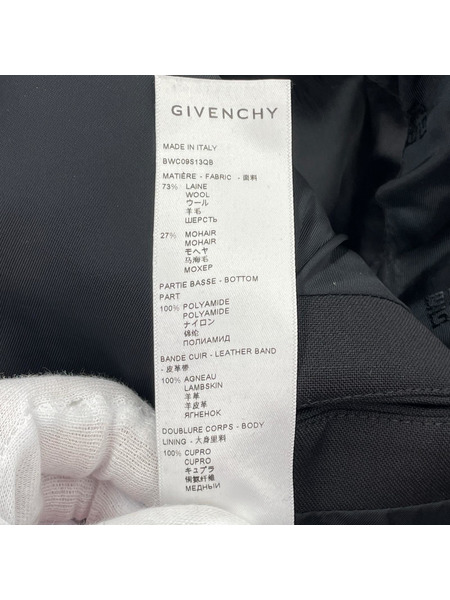 GIVENCHY
MADE IN ITALY
BWC09S13QB
MATIÈRE - FABRIC - 面料
73% LAINE
WOOL
ウール
羊毛
ШЕРСТЬ
27% MOHAIR
MOHAIR
モヘヤ
马海毛
МОХЕР
PARTIE BASSE - BOTTOM
PART
100% POLYAMIDE
POLYAMIDE
ナイロン
锦纶
ПОЛИАМИД
BANDE CUIR - LEATHER BAND
- 皮革带
100% AGNEAU
LAMBSKIN
羊革
羊皮革
ЯГНЕНОК
DOUBLURE CORPS - BODY
LINING - 大身里料
100% CUPRO
CUPRO
キュプラ
铜氨纤维
МЕДНЫЙ